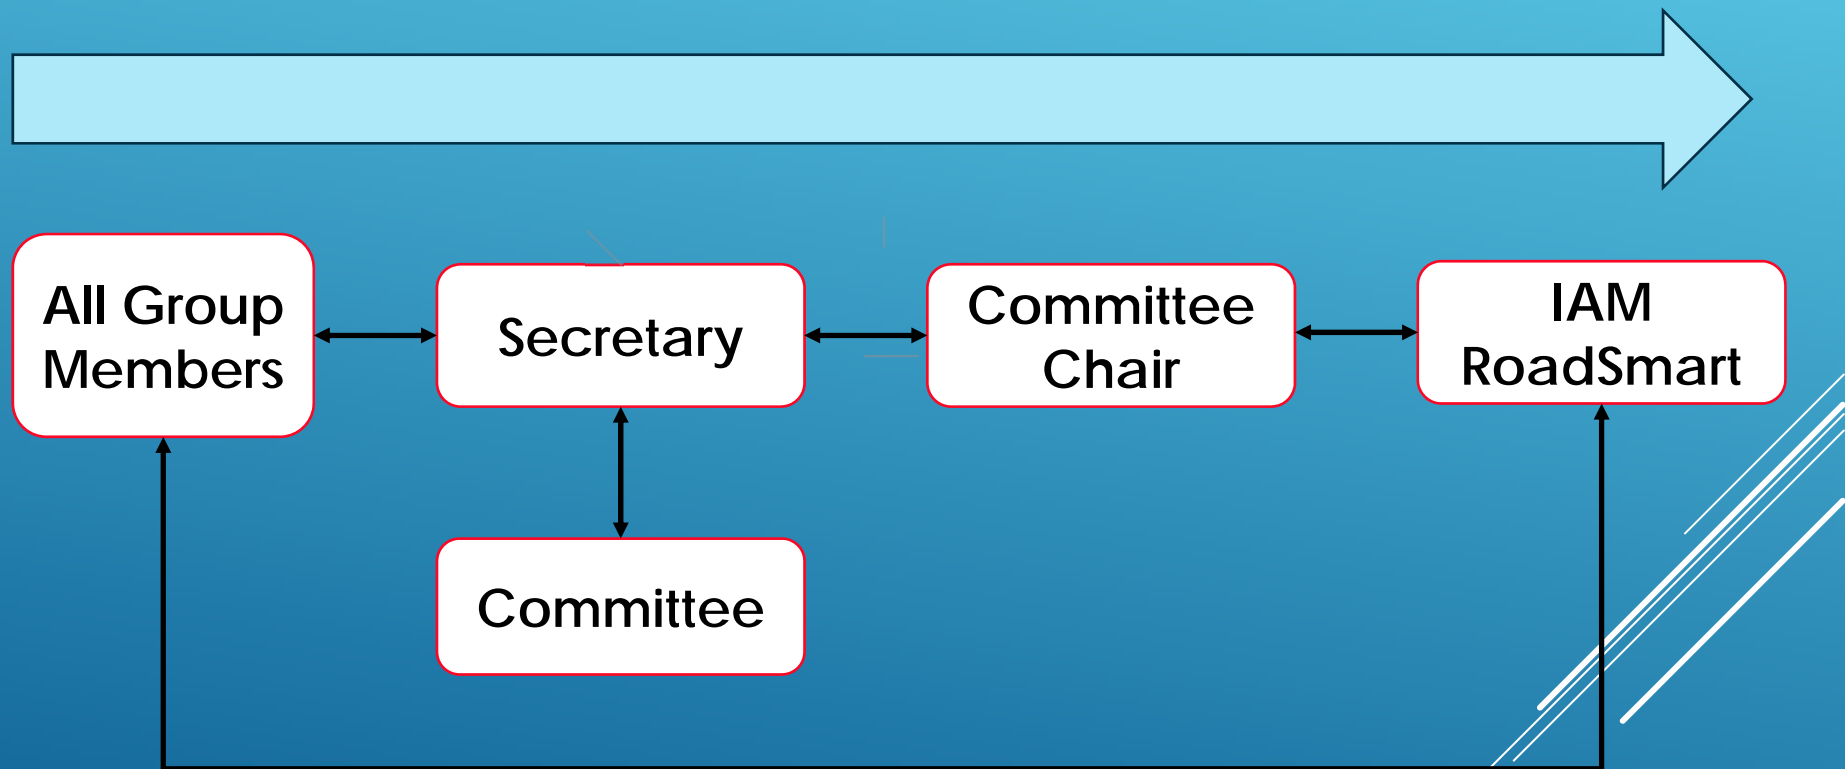 All Group
Members
Secretary
Committee
Chair
IAM
RoadSmart
Committee